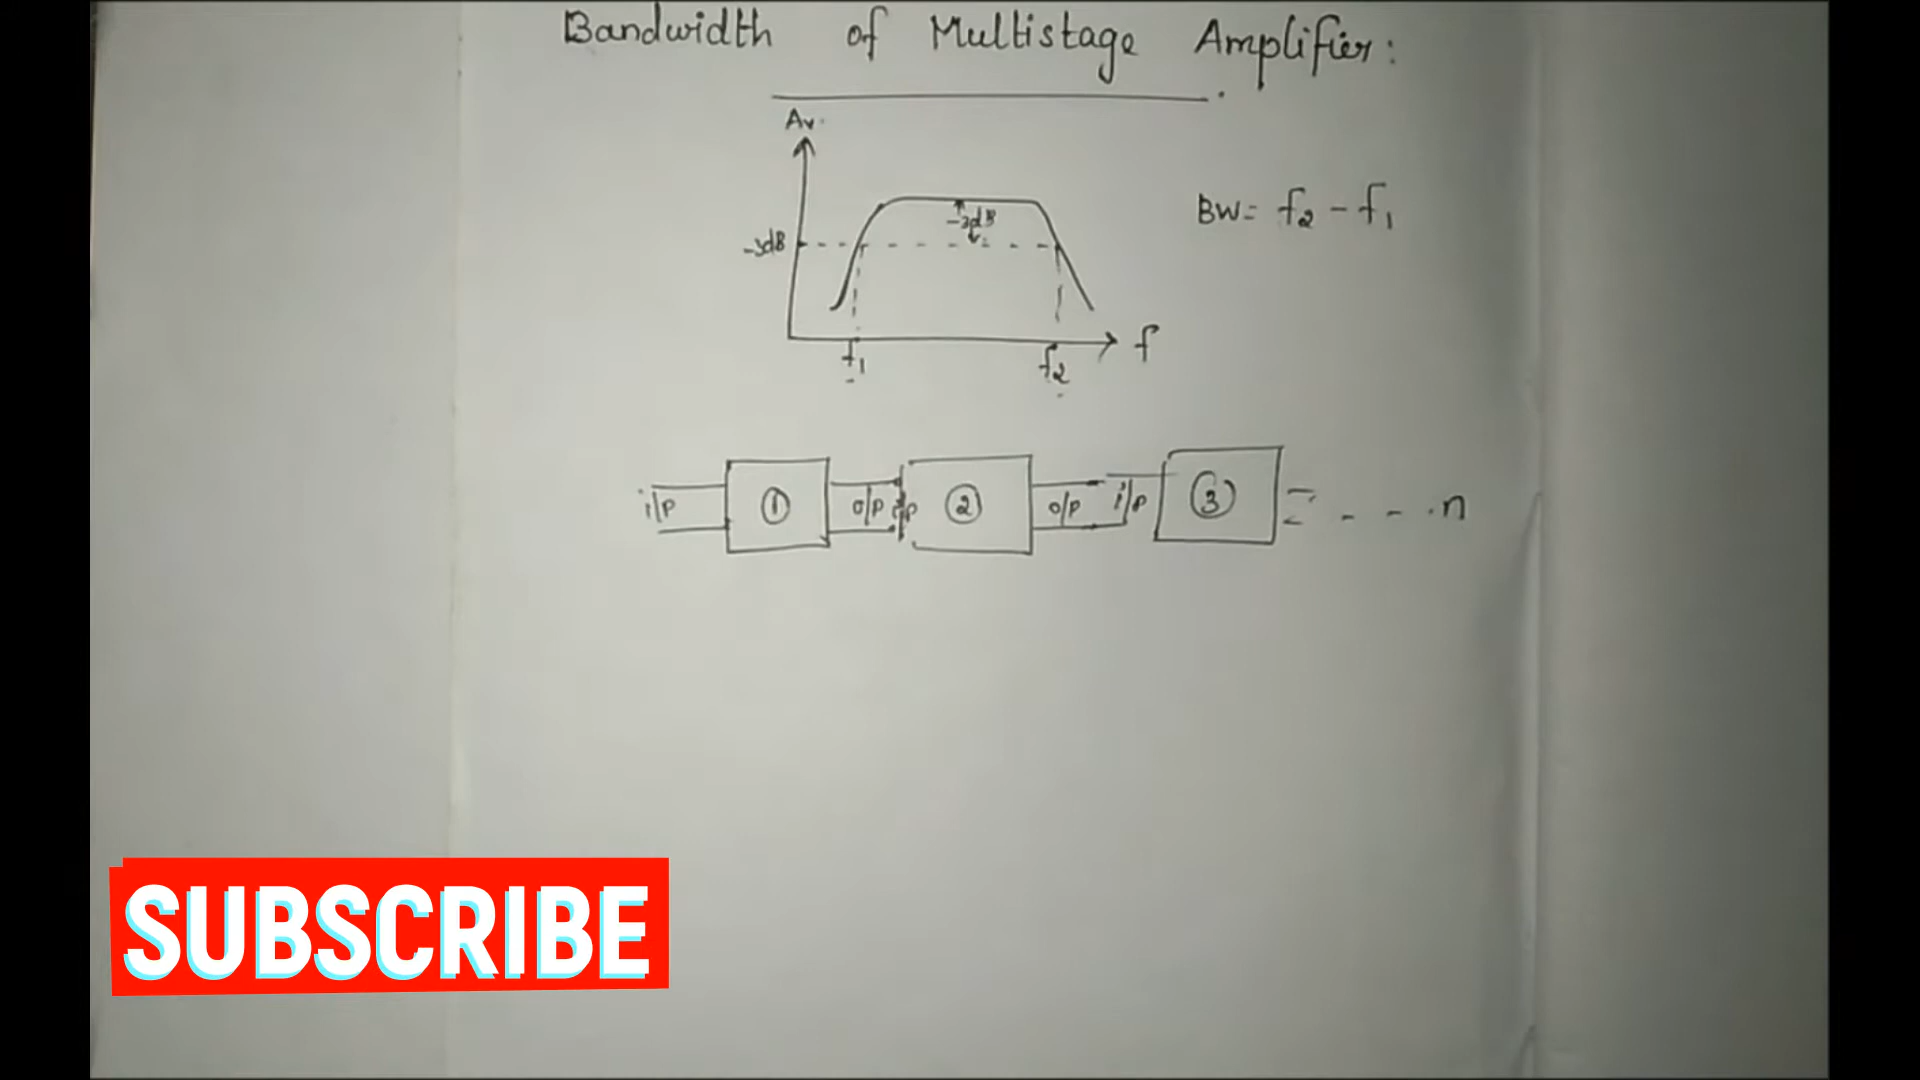 Bandwidth of Multistage Amplifier:
Av
-3dB
-3dB
BW = f2 - f1
f1
f2
f
i/p
1
o/p
i/p
2
o/p
i/p
3
= - - - . n
SUBSCRIBE